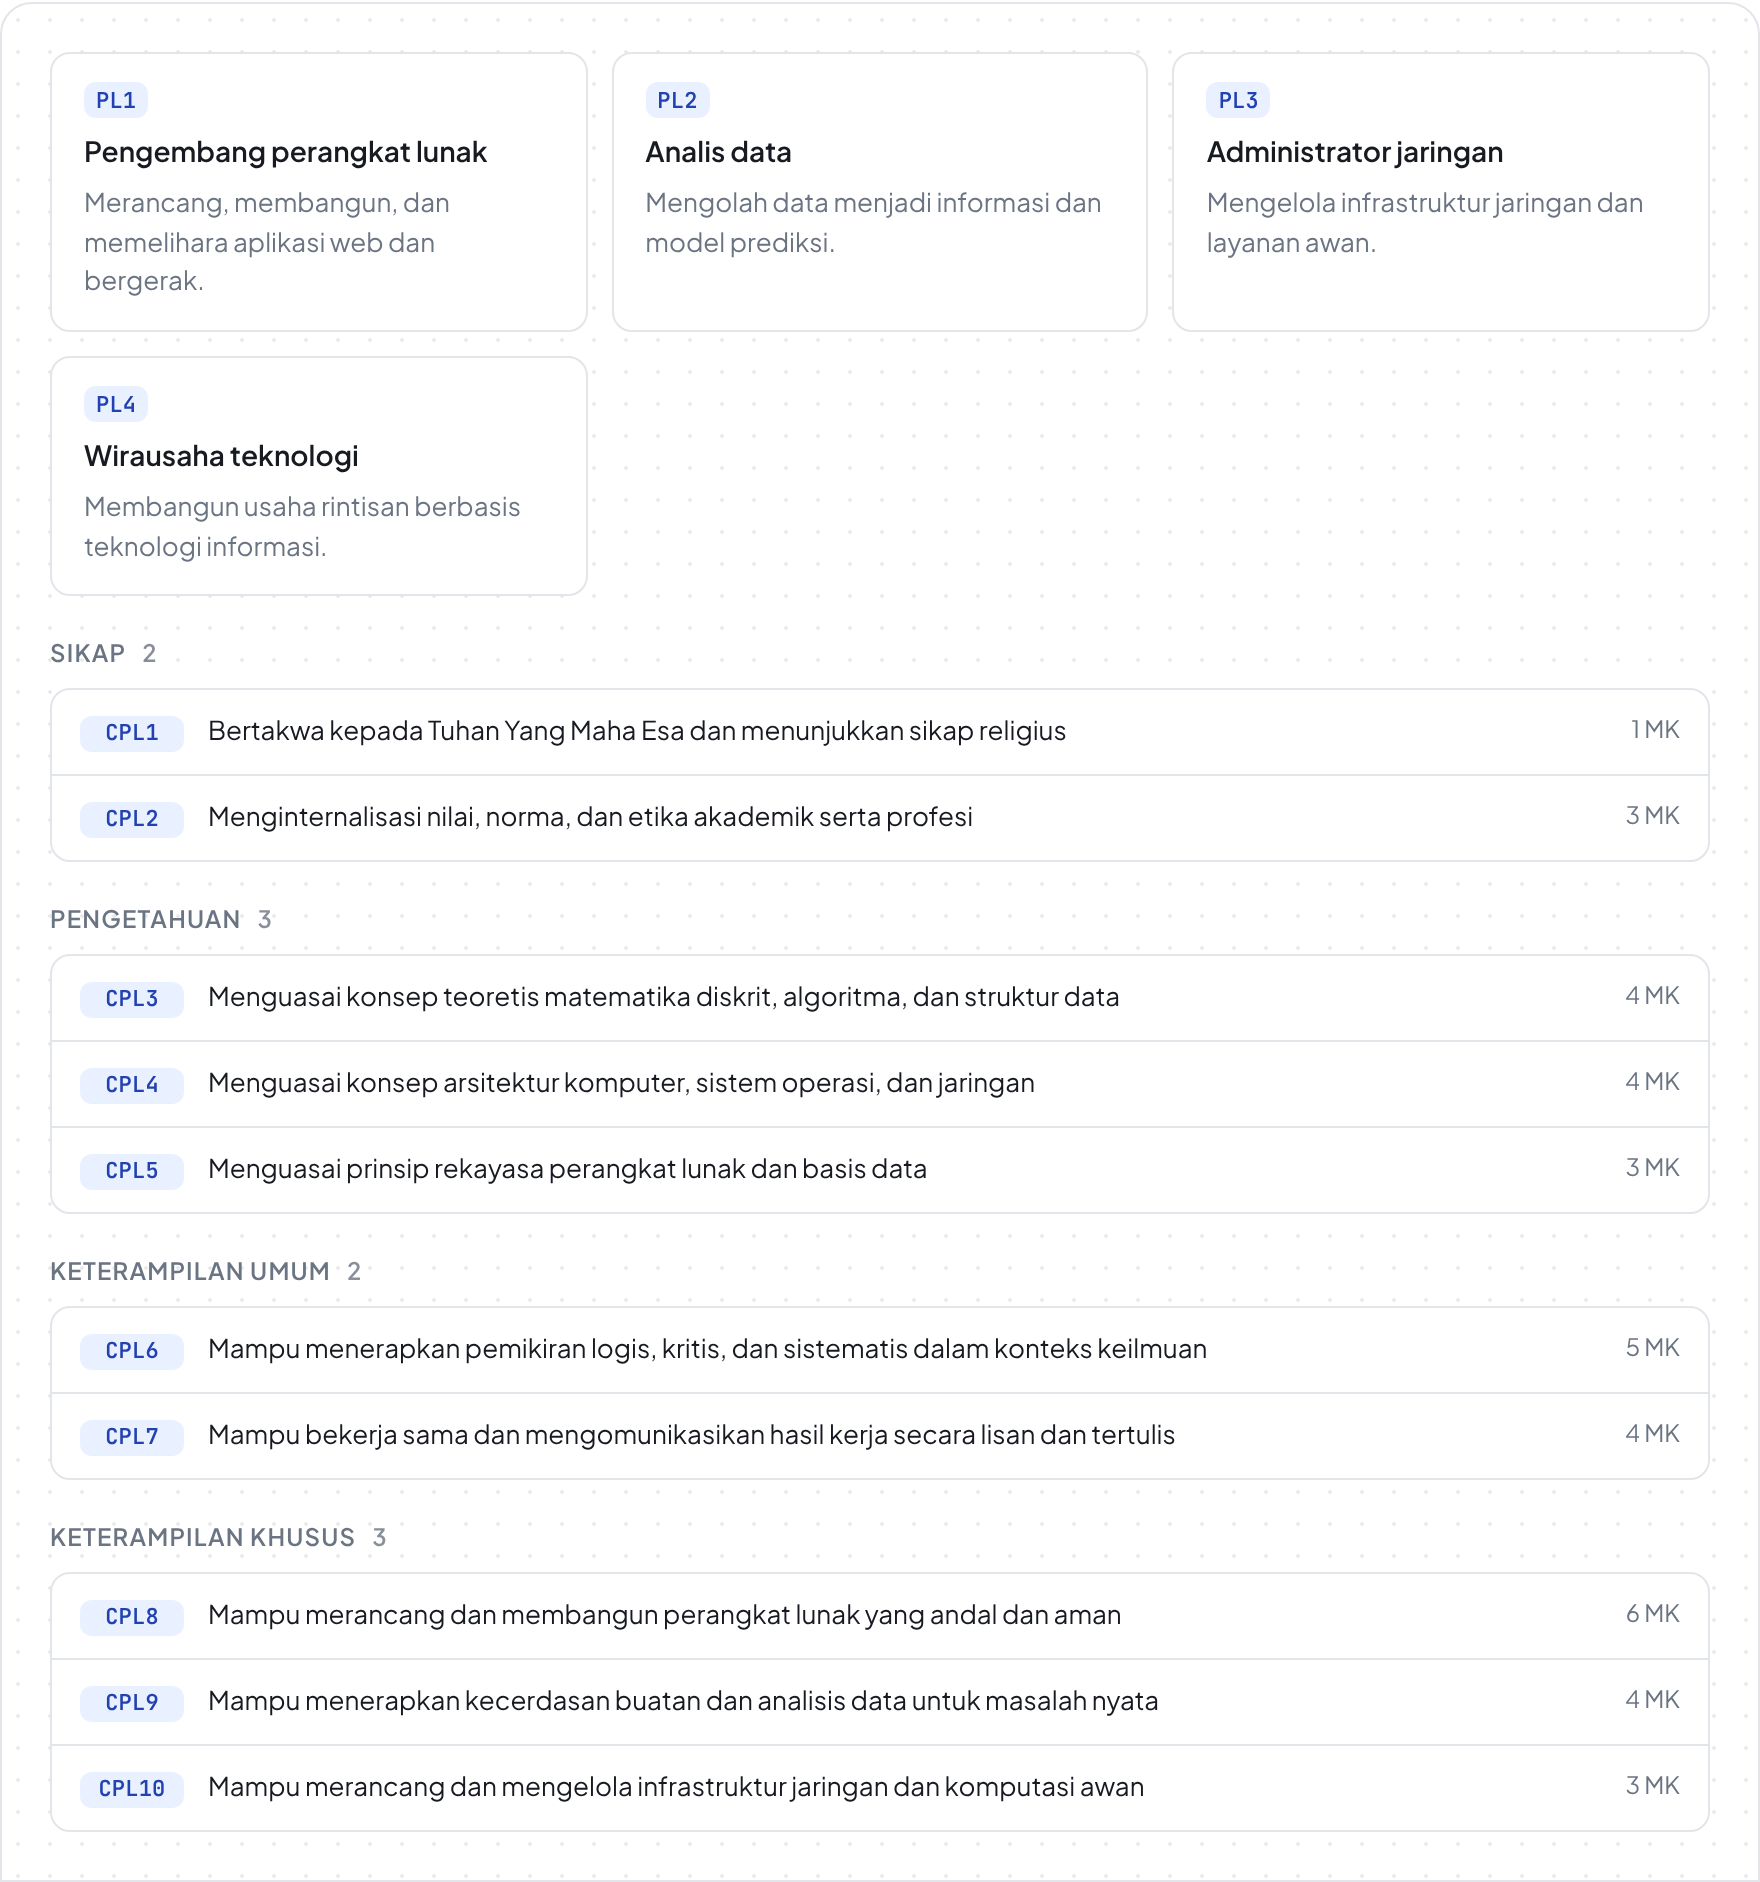 PL1
Pengembang perangkat lunak
Merancang, membangun, dan
memelihara aplikasi web dan
bergerak.
PL2
Analis data
Mengolah data menjadi informasi dan
model prediksi.
PL3
Administrator jaringan
Mengelola infrastruktur jaringan dan
layanan awan.
PL4
Wirausaha teknologi
Membangun usaha rintisan berbasis
teknologi informasi.
SIKAP 2
CPL1 Bertakwa kepada Tuhan Yang Maha Esa dan menunjukkan sikap religius 1 MK
CPL2 Menginternalisasi nilai, norma, dan etika akademik serta profesi 3 MK
PENGETAHUAN 3
CPL3 Menguasai konsep teoretis matematika diskrit, algoritma, dan struktur data 4 MK
CPL4 Menguasai konsep arsitektur komputer, sistem operasi, dan jaringan 4 MK
CPL5 Menguasai prinsip rekayasa perangkat lunak dan basis data 3 MK
KETERAMPILAN UMUM 2
CPL6 Mampu menerapkan pemikiran logis, kritis, dan sistematis dalam konteks keilmuan 5 MK
CPL7 Mampu bekerja sama dan mengomunikasikan hasil kerja secara lisan dan tertulis 4 MK
KETERAMPILAN KHUSUS 3
CPL8 Mampu merancang dan membangun perangkat lunak yang andal dan aman 6 MK
CPL9 Mampu menerapkan kecerdasan buatan dan analisis data untuk masalah nyata 4 MK
CPL10 Mampu merancang dan mengelola infrastruktur jaringan dan komputasi awan 3 MK